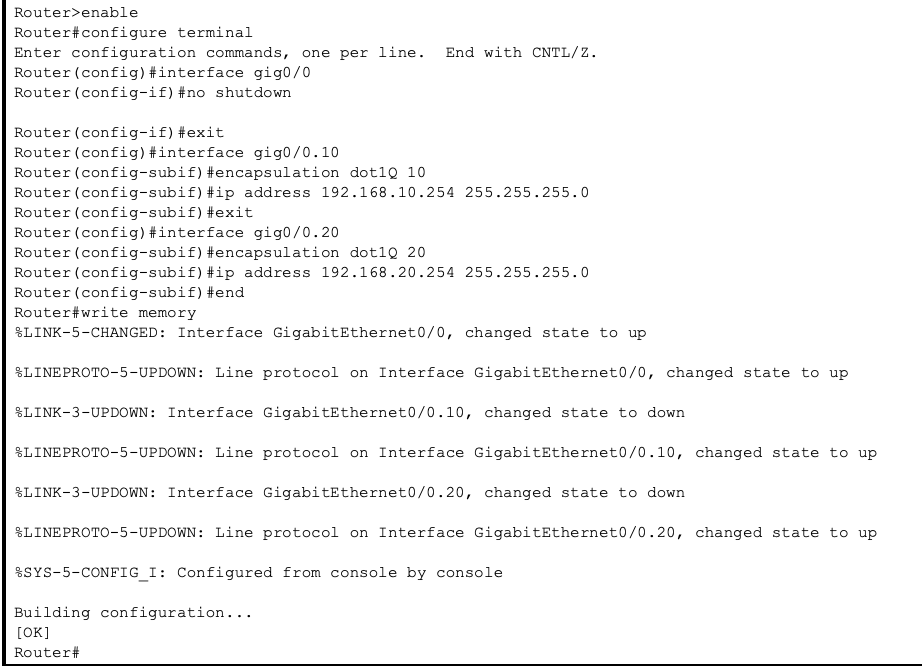 Router>enable
Router#configure terminal
Enter configuration commands, one per line.  End with CNTL/Z.
Router(config)#interface gig0/0
Router(config-if)#no shutdown
Router(config-if)#exit
Router(config)#interface gig0/0.10
Router(config-subif)#encapsulation dot1Q 10
Router(config-subif)#ip address 192.168.10.254 255.255.255.0
Router(config-subif)#exit
Router(config)#interface gig0/0.20
Router(config-subif)#encapsulation dot1Q 20
Router(config-subif)#ip address 192.168.20.254 255.255.255.0
Router(config-subif)#end
Router#write memory
%LINK-5-CHANGED: Interface GigabitEthernet0/0, changed state to up
%LINEPROTO-5-UPDOWN: Line protocol on Interface GigabitEthernet0/0, changed state to up
%LINK-3-UPDOWN: Interface GigabitEthernet0/0.10, changed state to down
%LINEPROTO-5-UPDOWN: Line protocol on Interface GigabitEthernet0/0.10, changed state to up
%LINK-3-UPDOWN: Interface GigabitEthernet0/0.20, changed state to down
%LINEPROTO-5-UPDOWN: Line protocol on Interface GigabitEthernet0/0.20, changed state to up
%SYS-5-CONFIG_I: Configured from console by console
Building configuration...
[OK]
Router#